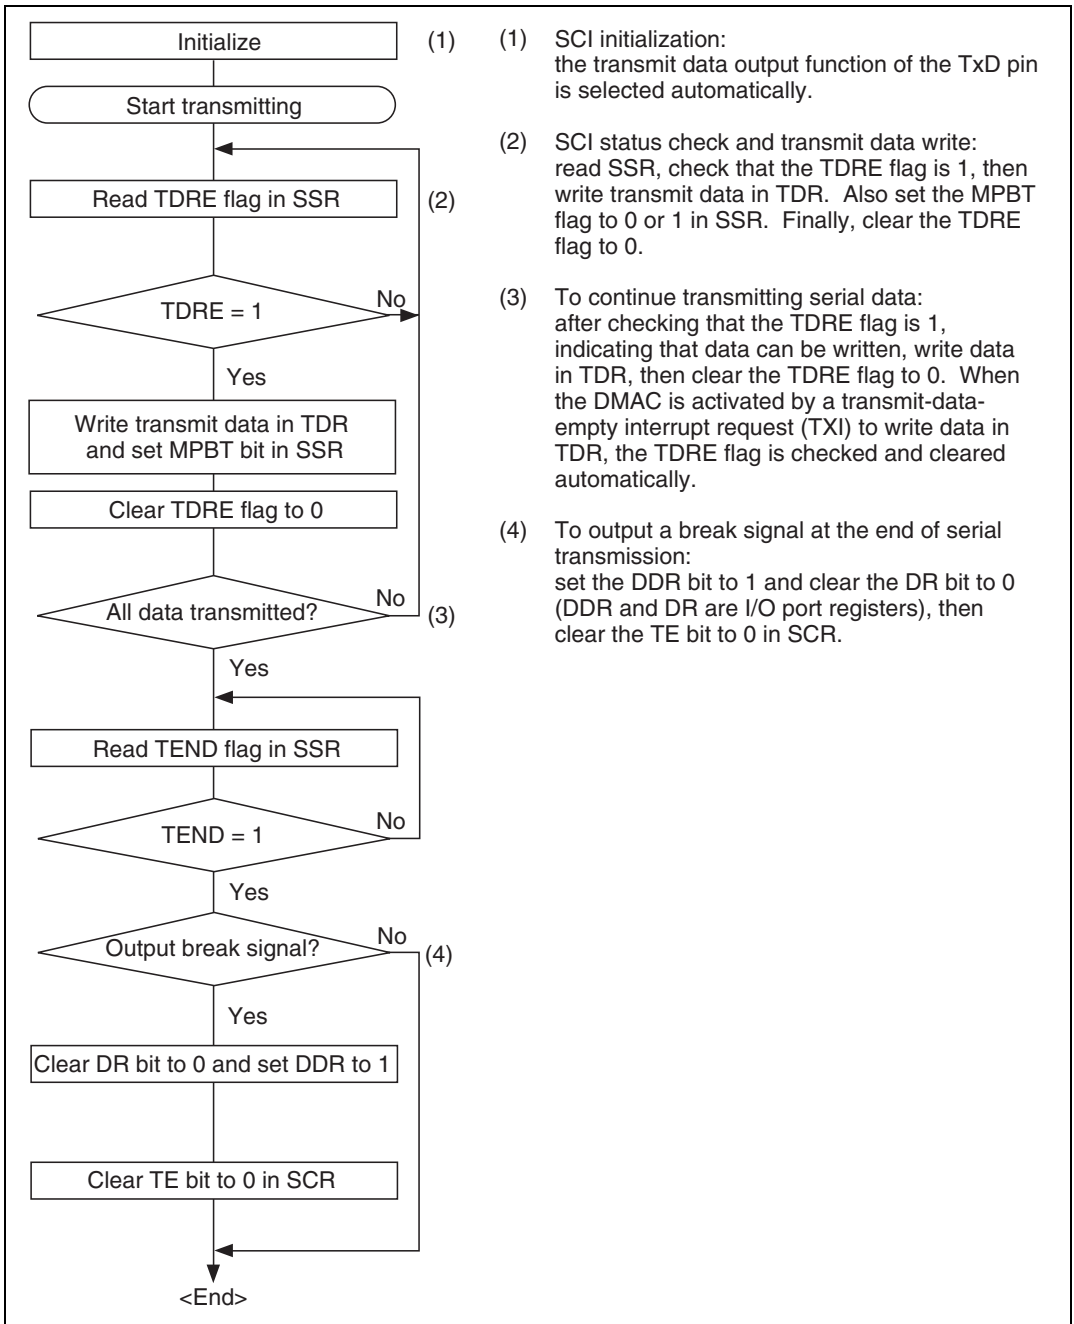 Initialize
(1)
Start transmitting
Read TDRE flag in SSR
(2)
TDRE = 1
No
Yes
Write transmit data in TDR
and set MPBT bit in SSR
Clear TDRE flag to 0
All data transmitted?
No
(3)
Yes
Read TEND flag in SSR
TEND = 1
No
Yes
Output break signal?
No
(4)
Yes
Clear DR bit to 0 and set DDR to 1
Clear TE bit to 0 in SCR
<End>
(1) SCI initialization:
the transmit data output function of the TxD pin
is selected automatically.
(2) SCI status check and transmit data write:
read SSR, check that the TDRE flag is 1, then
write transmit data in TDR. Also set the MPBT
flag to 0 or 1 in SSR. Finally, clear the TDRE
flag to 0.
(3) To continue transmitting serial data:
after checking that the TDRE flag is 1,
indicating that data can be written, write data
in TDR, then clear the TDRE flag to 0. When
the DMAC is activated by a transmit-data-
empty interrupt request (TXI) to write data in
TDR, the TDRE flag is checked and cleared
automatically.
(4) To output a break signal at the end of serial
transmission:
set the DDR bit to 1 and clear the DR bit to 0
(DDR and DR are I/O port registers), then
clear the TE bit to 0 in SCR.